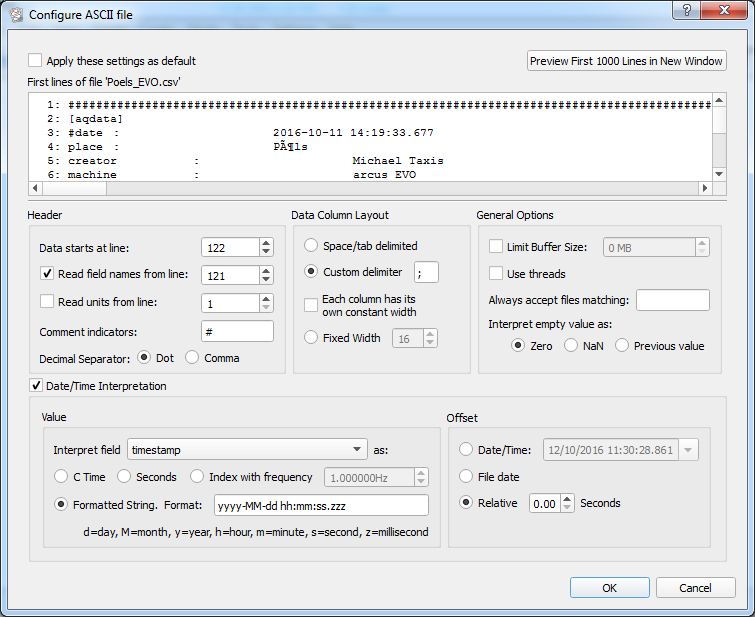 Configure ASCII file
Apply these settings as default
Preview First 1000 Lines in New Window
First lines of file 'Poels_EVO.csv'
1: ############################################################################################
2: [aqdata]
3: #date : 2016-10-11 14:19:33.677
4: place : PÃ¶ls
5: creator : Michael Taxis
6: machine : arcus EVO
Header
Data starts at line: 122
Read field names from line: 121
Read units from line: 1
Comment indicators: #
Decimal Separator: Dot Comma
Data Column Layout
Space/tab delimited
Custom delimiter ;
Each column has its
own constant width
Fixed Width 16
General Options
Limit Buffer Size: 0 MB
Use threads
Always accept files matching:
Interpret empty value as:
Zero NaN Previous value
Date/Time Interpretation
Value
Interpret field timestamp as:
C Time Seconds Index with frequency 1.000000Hz
Formatted String. Format: yyyy-MM-dd hh:mm:ss.zzz
d=day, M=month, y=year, h=hour, m=minute, s=second, z=millisecond
Offset
Date/Time: 12/10/2016 11:30:28.861
File date
Relative 0.00 Seconds
OK Cancel